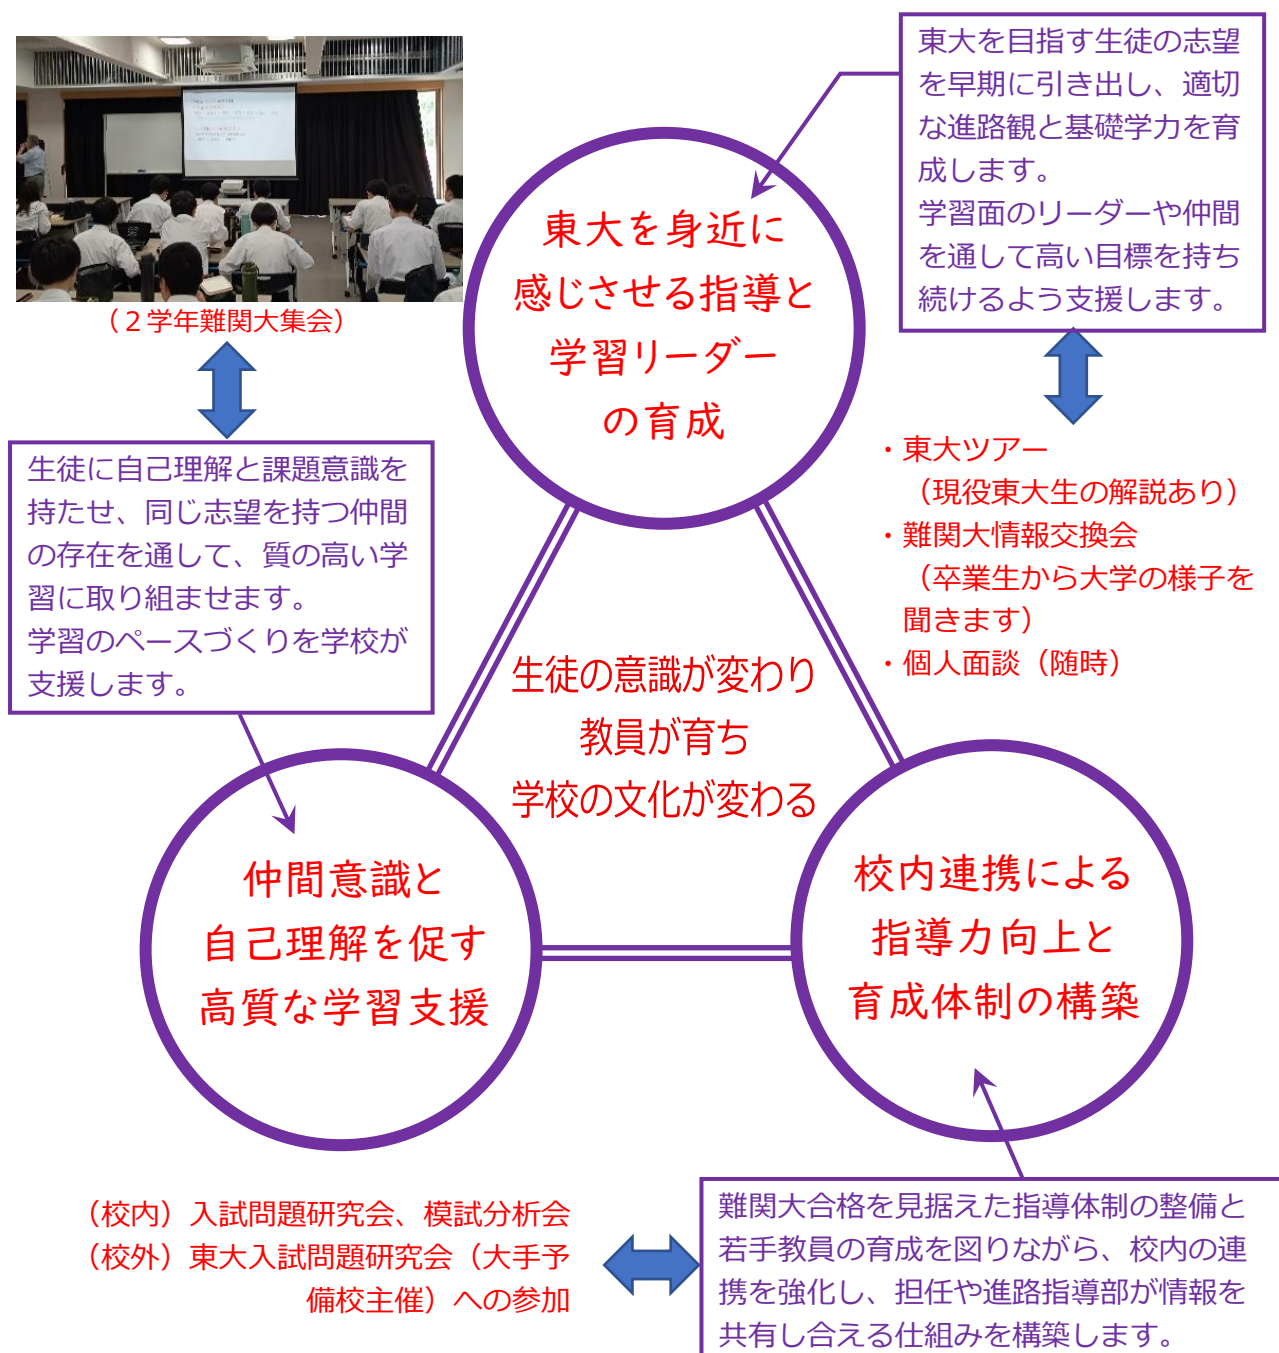 東大を目指す生徒の志望
を早期に引き出し、適切
な進路観と基礎学力を育
成します。
学習面のリーダーや仲間
を通して高い目標を持ち
続けるよう支援します。
東大を身近に
感じさせる指導と
学習リーダー
の育成
（２学年難関大集会）
・東大ツアー
（現役東大生の解説あり）
・難関大情報交換会
（卒業生から大学の様子を
聞きます）
・個人面談（随時）
生徒に自己理解と課題意識を
持たせ、同じ志望を持つ仲間
の存在を通して、質の高い学
習に取り組ませます。
学習のペースづくりを学校が
支援します。
生徒の意識が変わり
教員が育ち
学校の文化が変わる
仲間意識と
自己理解を促す
高質な学習支援
校内連携による
指導力向上と
育成体制の構築
（校内）入試問題研究会、模試分析会
（校外）東大入試問題研究会（大手予
備校主催）への参加
難関大合格を見据えた指導体制の整備と
若手教員の育成を図りながら、校内の連
携を強化し、担任や進路指導部が情報を
共有し合える仕組みを構築します。